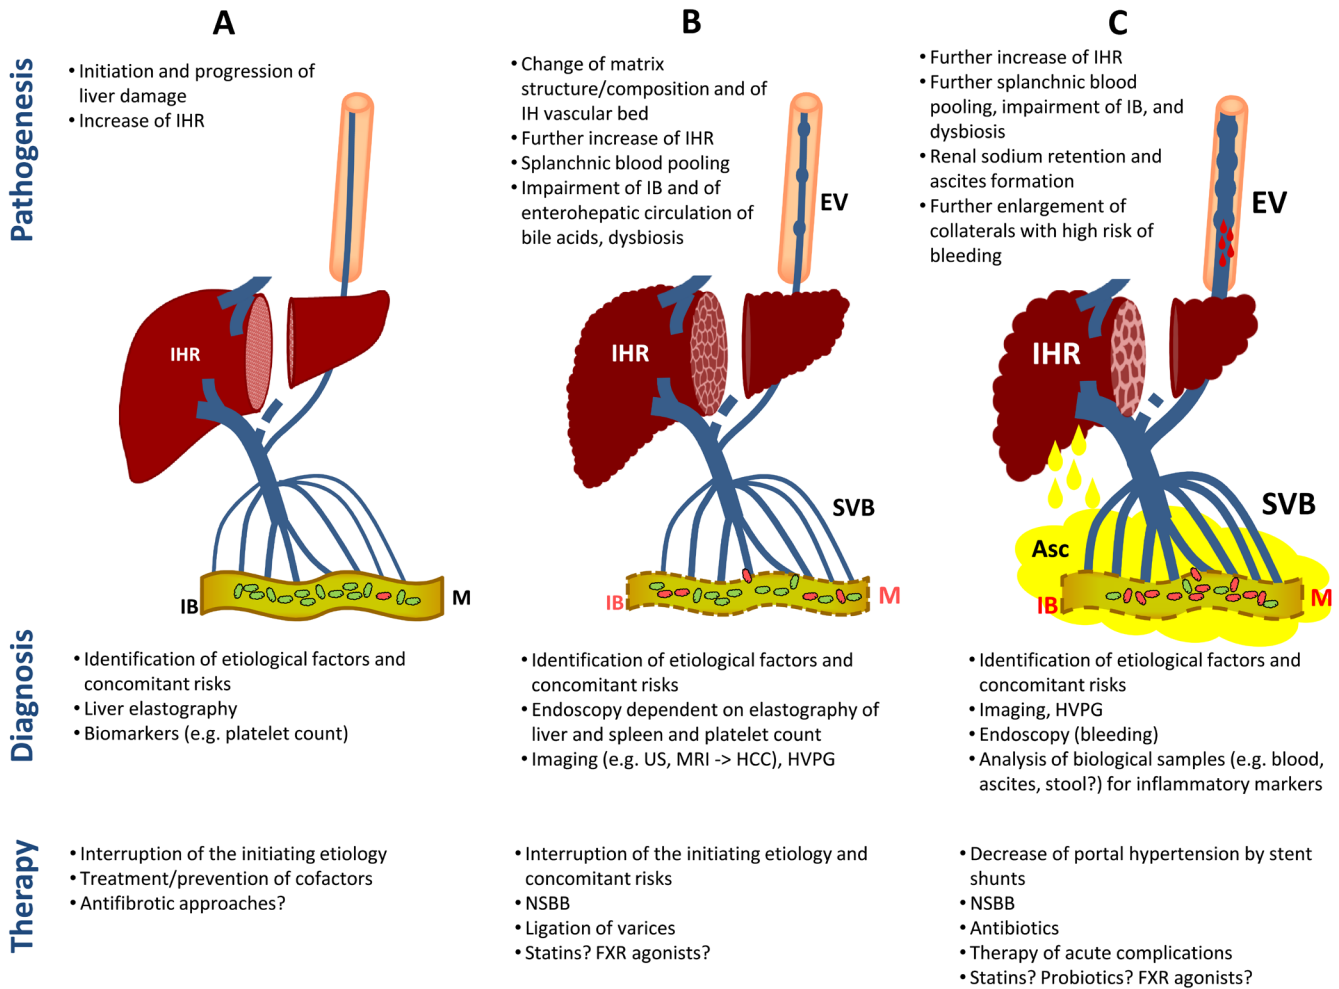 A
B
C
Pathogenesis
• Initiation and progression of
liver damage
• Increase of IHR
• Change of matrix
structure/composition and of
IH vascular bed
• Further increase of IHR
• Splanchnic blood pooling
• Impairment of IB and of
enterohepatic circulation of
bile acids, dysbiosis
• Further increase of IHR
• Further splanchnic blood
pooling, impairment of IB, and
dysbiosis
• Renal sodium retention and
ascites formation
• Further enlargement of
collaterals with high risk of
bleeding
EV
EV
IHR
IHR
IHR
SVB
SVB
Asc
IB
M
IB
M
IB
M
Diagnosis
• Identification of etiological factors and
concomitant risks
• Liver elastography
• Biomarkers (e.g. platelet count)
• Identification of etiological factors and
concomitant risks
• Endoscopy dependent on elastography of
liver and spleen and platelet count
• Imaging (e.g. US, MRI -> HCC), HVPG
• Identification of etiological factors and
concomitant risks
• Imaging, HVPG
• Endoscopy (bleeding)
• Analysis of biological samples (e.g. blood,
ascites, stool?) for inflammatory markers
Therapy
• Interruption of the initiating etiology
• Treatment/prevention of cofactors
• Antifibrotic approaches?
• Interruption of the initiating etiology and
concomitant risks
• NSBB
• Ligation of varices
• Statins? FXR agonists?
• Decrease of portal hypertension by stent
shunts
• NSBB
• Antibiotics
• Therapy of acute complications
• Statins? Probiotics? FXR agonists?